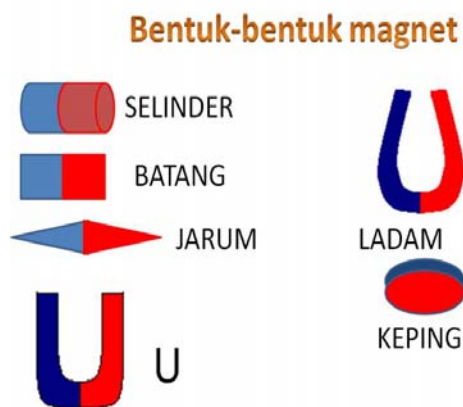 Bentuk-bentuk magnet
SELINDER
BATANG
JARUM
LADAM
KEPING
U